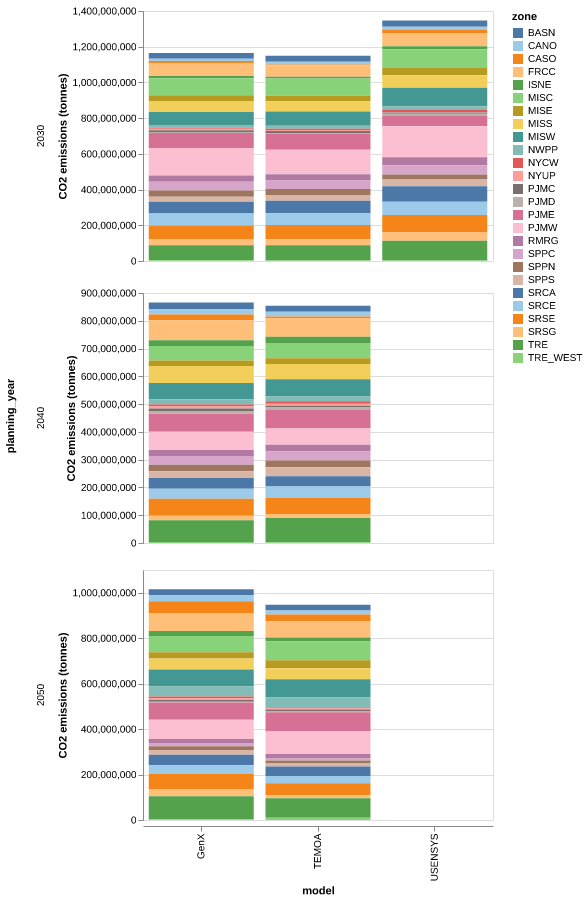 zone
BASN
CANO
CASO
FRCC
ISNE
MISC
MISE
MISS
MISW
NWPP
NYCW
NYUP
PJMC
PJMD
PJME
PJMW
RMRG
SPPC
SPPN
SPPS
SRCA
SRCE
SRSE
SRSG
TRE
TRE_WEST
planning_year
2030
CO2 emissions (tonnes)
1,400,000,000
1,200,000,000
1,000,000,000
800,000,000
600,000,000
400,000,000
200,000,000
0
2040
CO2 emissions (tonnes)
900,000,000
800,000,000
700,000,000
600,000,000
500,000,000
400,000,000
300,000,000
200,000,000
100,000,000
0
2050
CO2 emissions (tonnes)
1,000,000,000
800,000,000
600,000,000
400,000,000
200,000,000
0
GenX
TEMOA
USENSYS
model